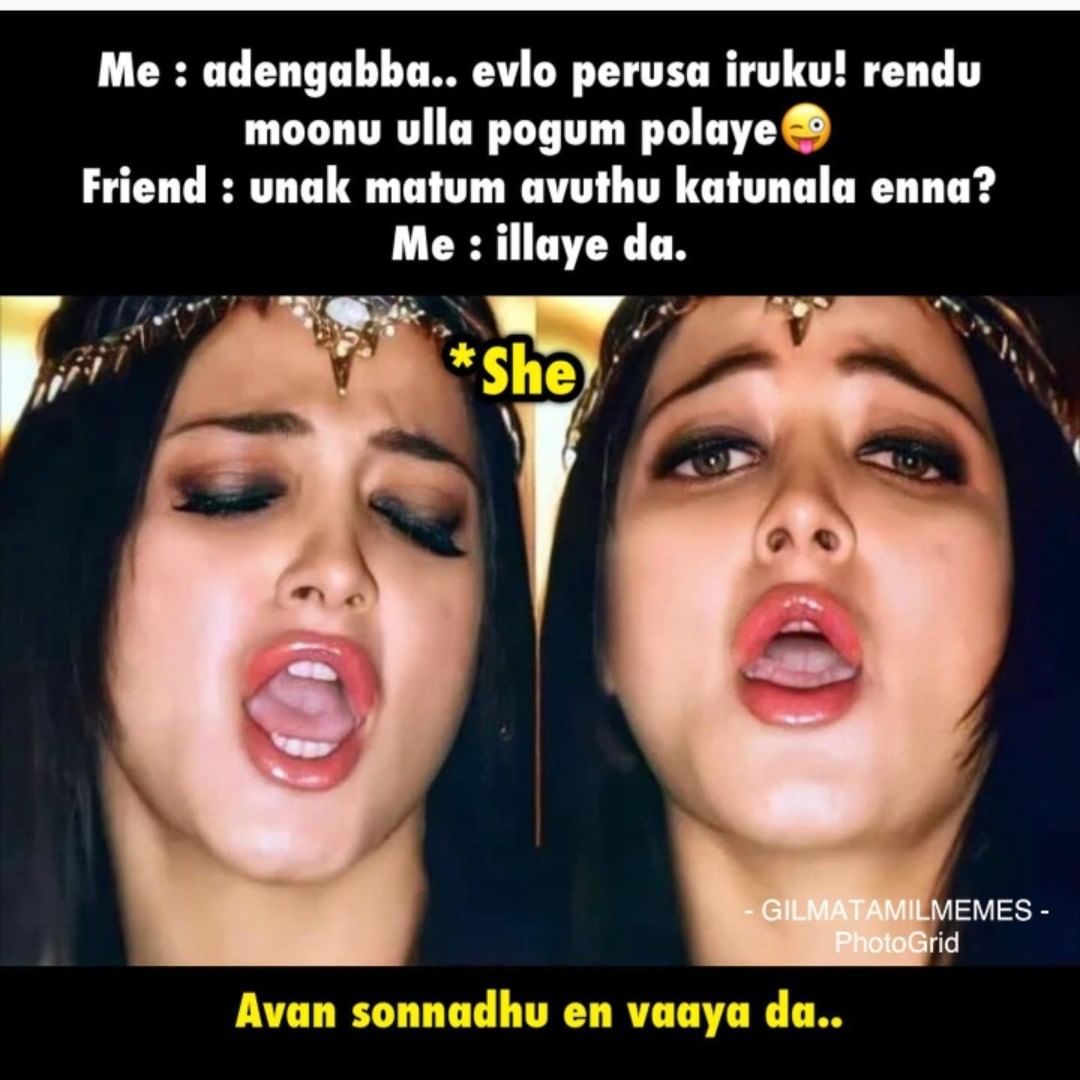 Me : adengabba.. evlo perusa iruku! rendu
moonu ulla pogum polaye😜
Friend : unak matum avuthu katunala enna?
Me : illaye da.
*She
- GILMATAMILMEMES -
PhotoGrid
Avan sonnadhu en vaaya da..